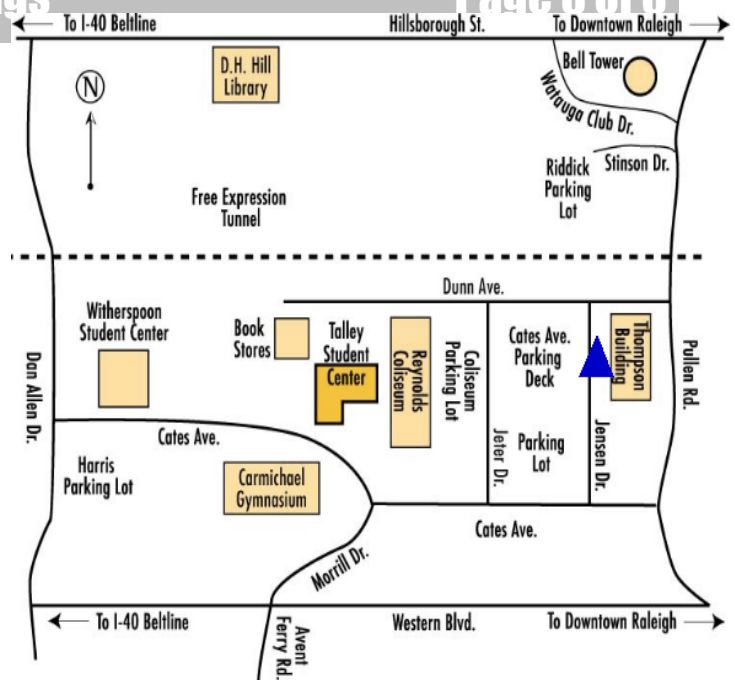 To I-40 Beltline
Hillsborough St.
To Downtown Raleigh
D.H. Hill
Library
Bell Tower
Watauga Club Dr.
N
Stinson Dr.
Riddick
Parking
Lot
Free Expression
Tunnel
Dunn Ave.
Witherspoon
Student Center
Book
Stores
Talley
Student
Center
Reynolds
Coliseum
Coliseum
Parking Lot
Cates Ave.
Parking
Deck
Thompson
Building
Pullen Rd.
Dan Allen Dr.
Cates Ave.
Harris
Parking Lot
Carmichael
Gymnasium
Jeter Dr.
Parking
Lot
Jensen Dr.
Cates Ave.
Morrill Dr.
To I-40 Beltline
Avent
Ferry Rd.
Western Blvd.
To Downtown Raleigh